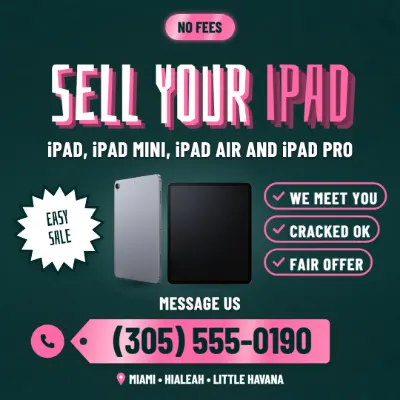 NO FEES
SELL YOUR IPAD
iPAD, iPAD MINI, iPAD AIR AND iPAD PRO
EASY
SALE
WE MEET YOU
CRACKED OK
FAIR OFFER
MESSAGE US
(305) 555-0190
MIAMI • HIALEAH • LITTLE HAVANA